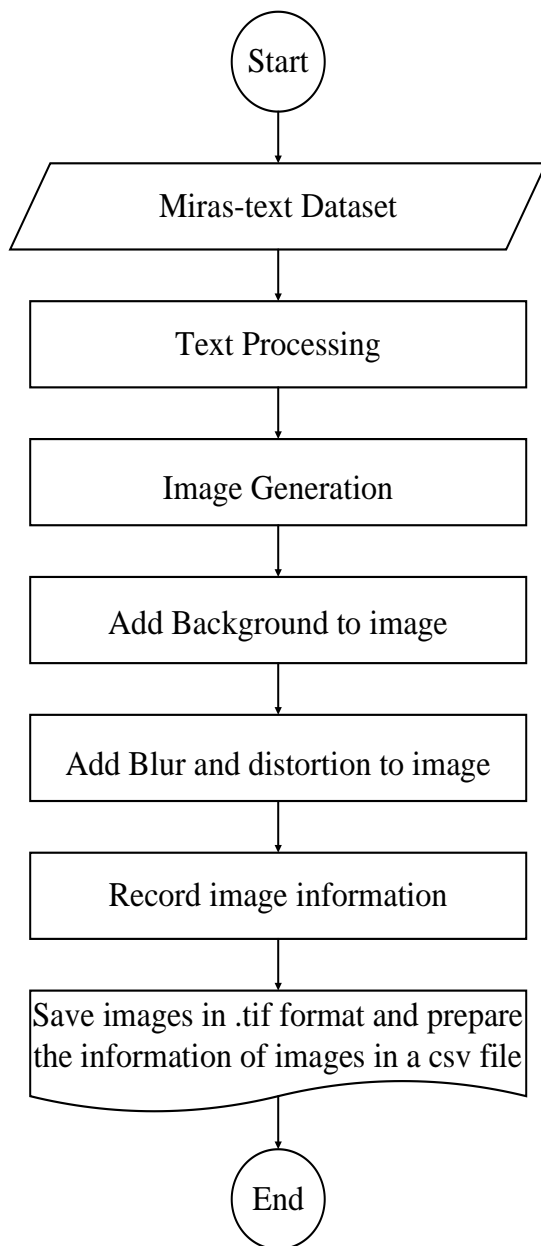 Start
Miras-text Dataset
Text Processing
Image Generation
Add Background to image
Add Blur and distortion to image
Record image information
Save images in .tif format and prepare
the information of images in a csv file
End